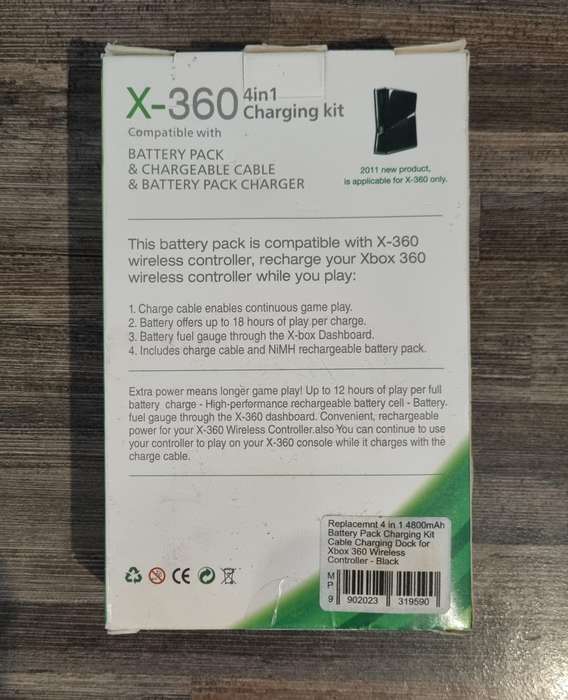 X-360 4in1 Charging kit
Compatible with
BATTERY PACK
& CHARGEABLE CABLE
& BATTERY PACK CHARGER
2011 new product,
is applicable for X-360 only.
This battery pack is compatible with X-360
wireless controller, recharge your Xbox 360
wireless controller while you play:
1. Charge cable enables continuous game play.
2. Battery offers up to 18 hours of play per charge.
3. Battery fuel gauge through the X-box Dashboard.
4. Includes charge cable and NiMH rechargeable battery pack.
Extra power means longer game play! Up to 12 hours of play per full
battery charge - High-performance rechargeable battery cell - Battery.
fuel gauge through the X-360 dashboard. Convenient, rechargeable
power for your X-360 Wireless Controller.also You can continue to use
your controller to play on your X-360 console while it charges with the
charge cable.
CE
Replacemnt 4 in 1 4800mAh
Battery Pack Charging Kit
Cable Charging Dock for
Xbox 360 Wireless
Controller - Black
M
P
9 902023 319590